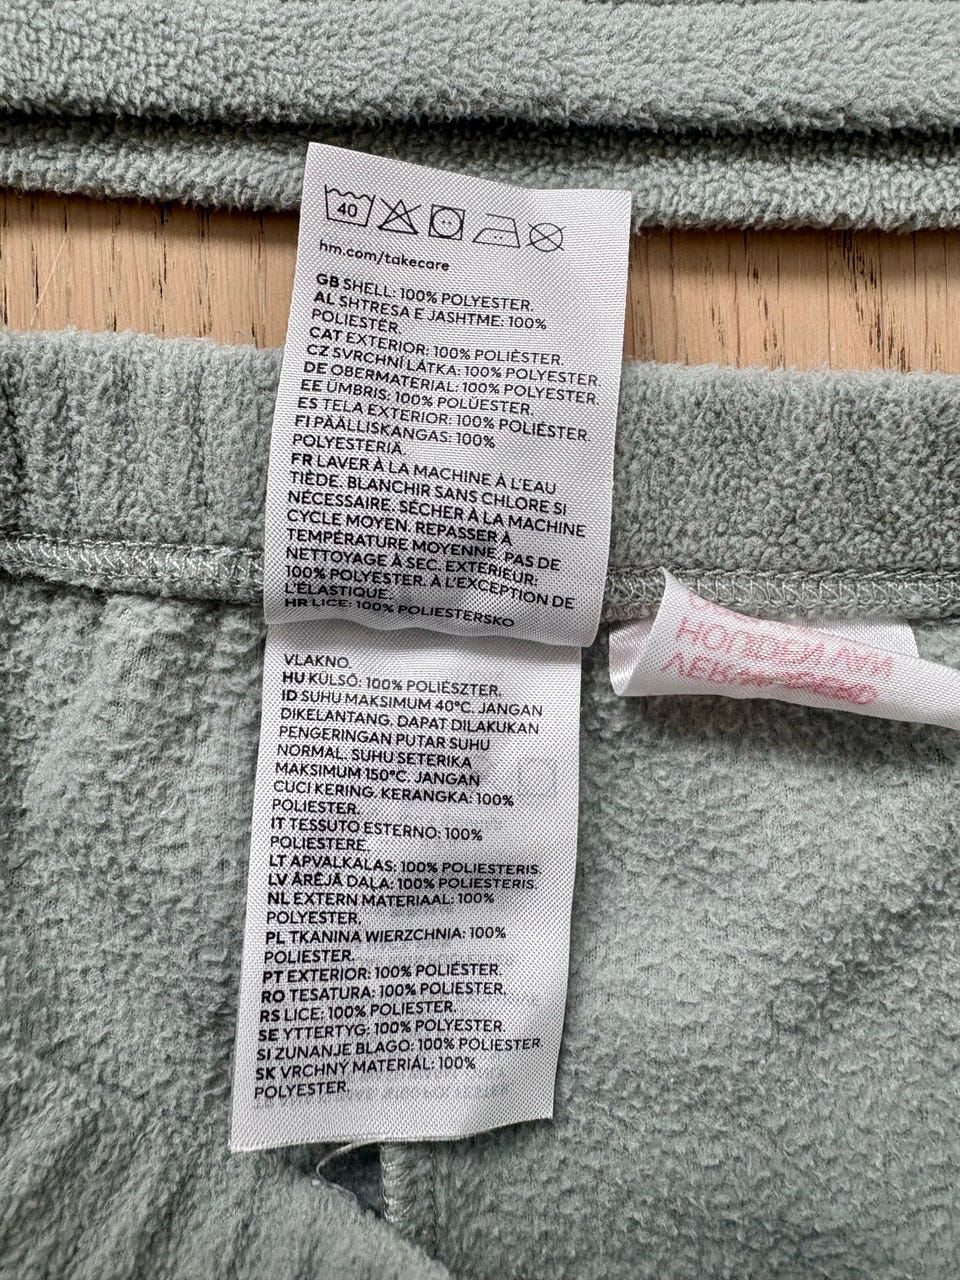 40
hm.com/takecare
GB SHELL: 100% POLYESTER.
AL SHTRESA E JASHTME: 100%
POLIESTËR.
CAT EXTERIOR: 100% POLIÈSTER.
CZ SVRCHNÍ LÁTKA: 100% POLYESTER.
DE OBERMATERIAL: 100% POLYESTER.
EE ÜMBRIS: 100% POLÜESTER.
ES TELA EXTERIOR: 100% POLIÉSTER.
FI PÄÄLLISKANGAS: 100%
POLYESTERIÄ.
FR LAVER À LA MACHINE À L'EAU
TIÈDE. BLANCHIR SANS CHLORE SI
NÉCESSAIRE. SÉCHER À LA MACHINE
CYCLE MOYEN. REPASSER À
TEMPÉRATURE MOYENNE. PAS DE
NETTOYAGE À SEC. EXTÉRIEUR:
100% POLYESTER. À L'EXCEPTION DE
L'ÉLASTIQUE.
HR LICE: 100% POLIESTERSKO
VLAKNO.
HU KÜLSŐ: 100% POLIÉSZTER.
ID SUHU MAKSIMUM 40°C. JANGAN
DIKELANTANG. DAPAT DILAKUKAN
PENGERINGAN PUTAR SUHU
NORMAL. SUHU SETERIKA
MAKSIMUM 150°C. JANGAN
CUCI KERING. KERANGKA: 100%
POLIESTER.
IT TESSUTO ESTERNO: 100%
POLIESTERE.
LT APVALKALAS: 100% POLIESTERIS.
LV ĀRĒJĀ DAĻA: 100% POLIESTERIS.
NL EXTERN MATERIAAL: 100%
POLYESTER.
PL TKANINA WIERZCHNIA: 100%
POLIESTER.
PT EXTERIOR: 100% POLIÉSTER.
RO TESATURA: 100% POLIESTER.
RS LICE: 100% POLIESTER.
SE YTTERTYG: 100% POLYESTER.
SI ZUNANJE BLAGO: 100% POLIESTER.
SK VRCHNÝ MATERIÁL: 100%
POLYESTER.